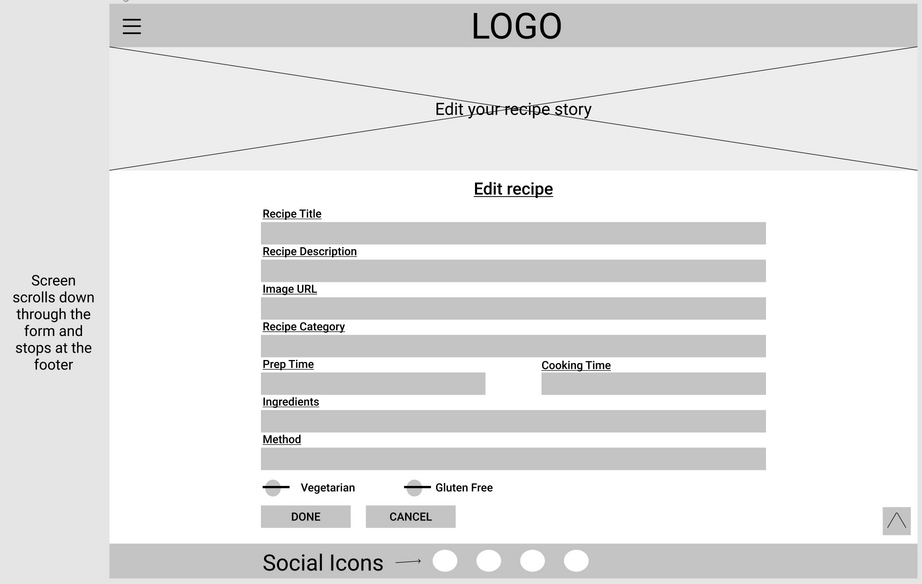 LOGO
Edit your recipe story
Edit recipe
Recipe Title
Recipe Description
Image URL
Recipe Category
Prep Time
Cooking Time
Ingredients
Method
Vegetarian
Gluten Free
DONE
CANCEL
Social Icons
Screen
scrolls down
through the
form and
stops at the
footer